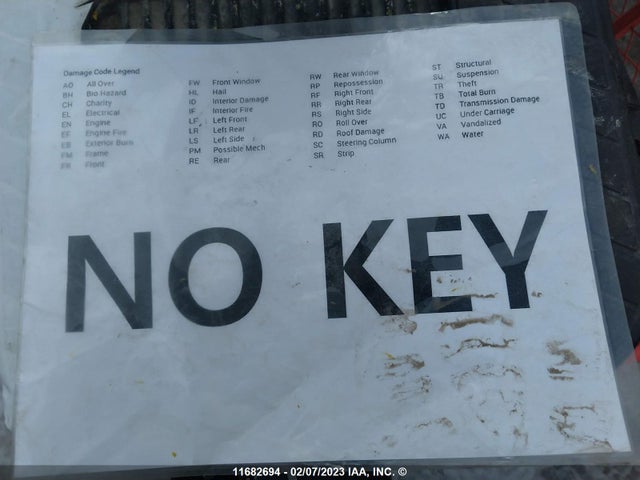 Damage Code Legend
AO All Over
BH Bio Hazard
CH Charity
EL Electrical
EN Engine
EF Engine Fire
EB Exterior Burn
FM Frame
FR Front
FW Front Window
HL Hail
ID Interior Damage
IF Interior Fire
LF Left Front
LR Left Rear
LS Left Side
PM Possible Mech
RE Rear
RW Rear Window
RP Repossession
RF Right Front
RR Right Rear
RS Right Side
RO Roll Over
RD Roof Damage
SC Steering Column
SR Strip
ST Structural
SU Suspension
TR Theft
TB Total Burn
TD Transmission Damage
UC Under Carriage
VA Vandalized
WA Water
NO KEY
11682694 - 02/07/2023 IAA, INC. ©